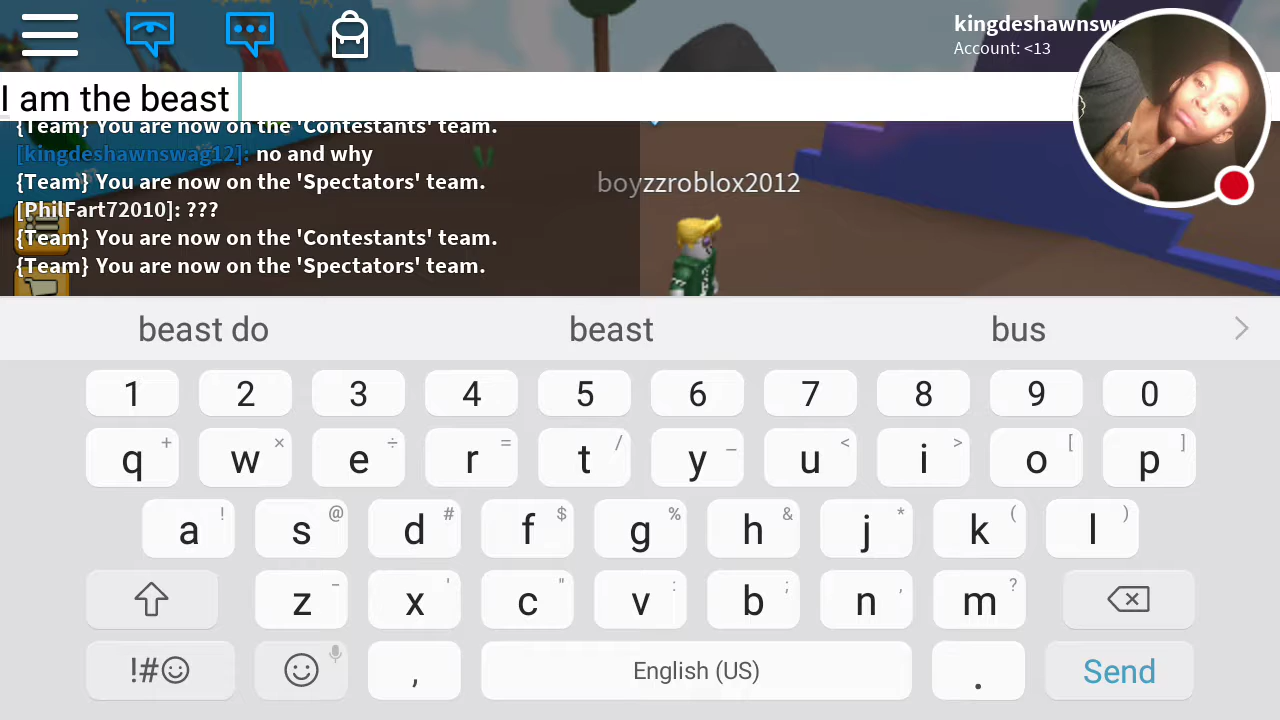 kingdeshawnswa
Account: <13
I am the beast
{Team} You are now on the 'Contestants' team.
[kingdeshawnswag12]: no and why
{Team} You are now on the 'Spectators' team.
[PhilFart72010]: ???
{Team} You are now on the 'Contestants' team.
{Team} You are now on the 'Spectators' team.
boyzzroblox2012
beast do beast bus
1 2 3 4 5 6 7 8 9 0
q + w × e ÷ r = t / y _ u < i > o [ p ]
a ! s @ d # f $ g % h & j * k ( l )
z - x ' c " v : b ; n , m ?
!#☺ , English (US) . Send